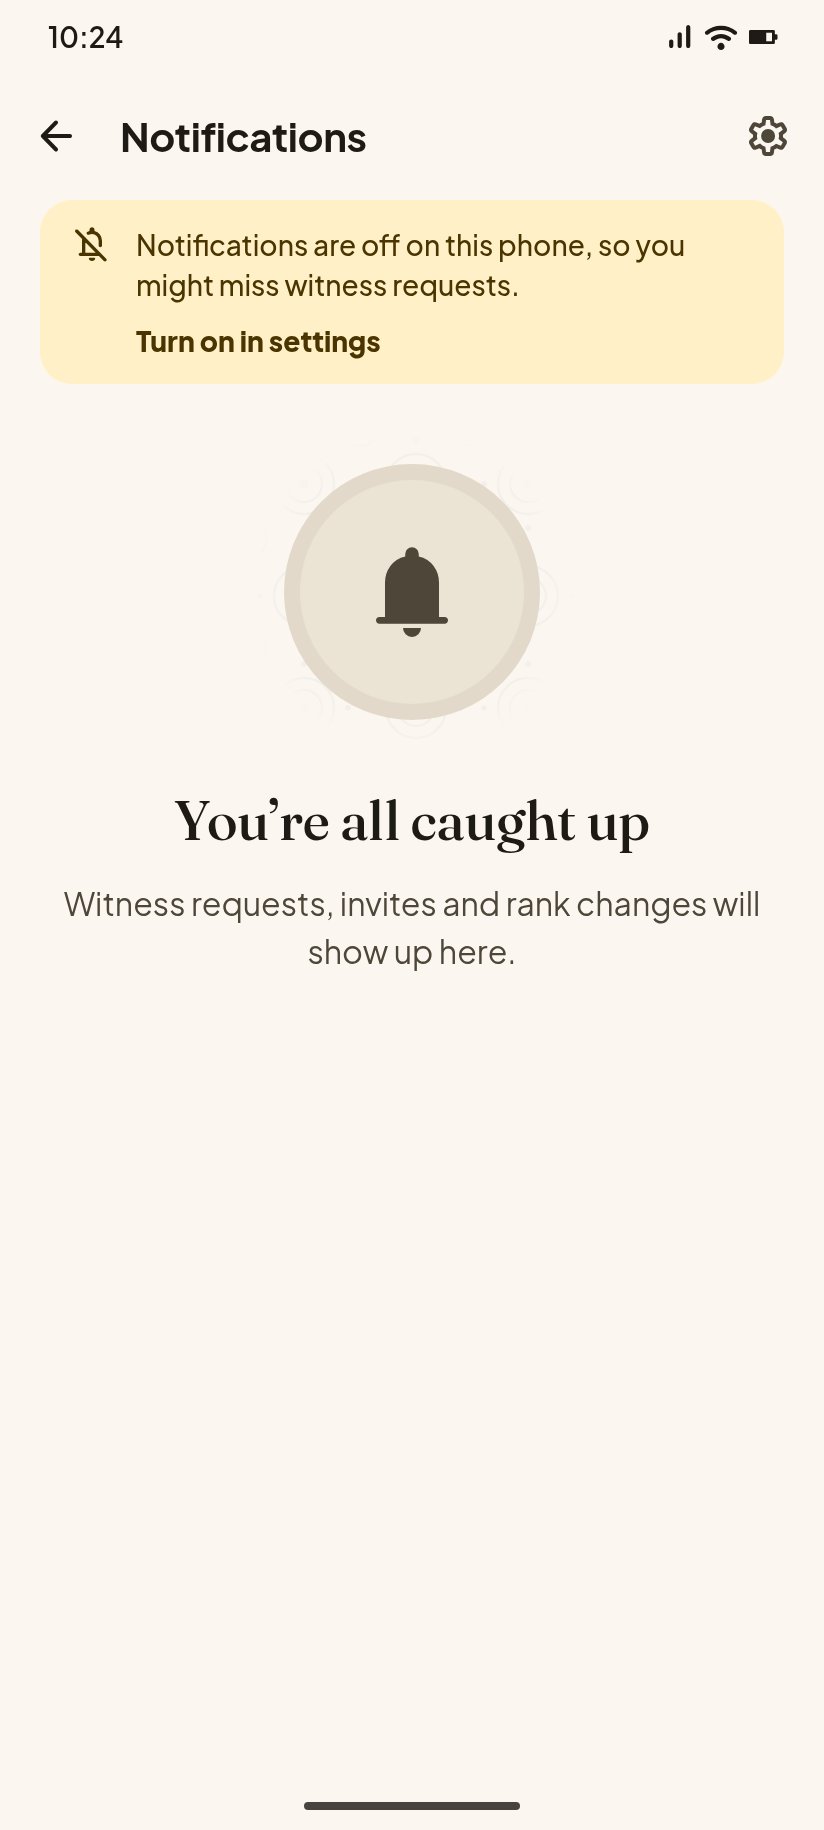 10:24
Notifications
Notifications are off on this phone, so you
might miss witness requests.
Turn on in settings
You’re all caught up
Witness requests, invites and rank changes will
show up here.